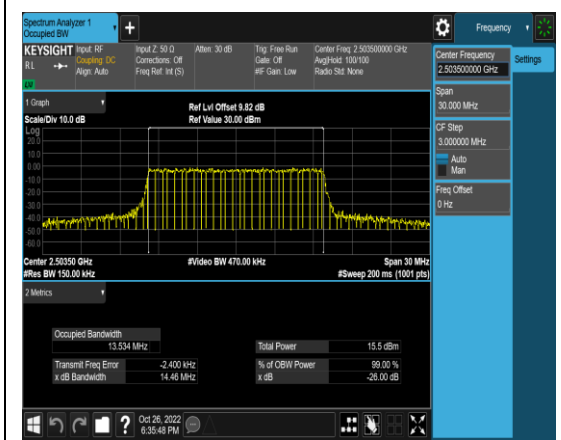 Spectrum Analyzer 1
Occupied BW
Frequency
KEYSIGHT
RL
Input: RF
Coupling: DC
Align: Auto
Input Z: 50 Ω
Corrections: Off
Freq Ref: Int (S)
Atten: 30 dB
Trig: Free Run
Gate: Off
#IF Gain: Low
Center Freq: 2.503500000 GHz
Avg|Hold: 100/100
Radio Std: None
Center Frequency
2.503500000 GHz
Settings
Span
30.000 MHz
CF Step
3.000000 MHz
Auto
Man
Freq Offset
0 Hz
1 Graph
Scale/Div 10.0 dB
Ref Lvl Offset 9.82 dB
Ref Value 30.00 dBm
Log
20.0
10.0
0.00
-10.0
-20.0
-30.0
-40.0
-50.0
-60.0
Center 2.50350 GHz
#Video BW 470.00 kHz
Span 30 MHz
#Res BW 150.00 kHz
#Sweep 200 ms (1001 pts)
2 Metrics
Occupied Bandwidth
13.534 MHz
Total Power 15.5 dBm
Transmit Freq Error -2.400 kHz
% of OBW Power 99.00 %
x dB Bandwidth 14.46 MHz
x dB -26.00 dB
Oct 26, 2022
6:35:48 PM